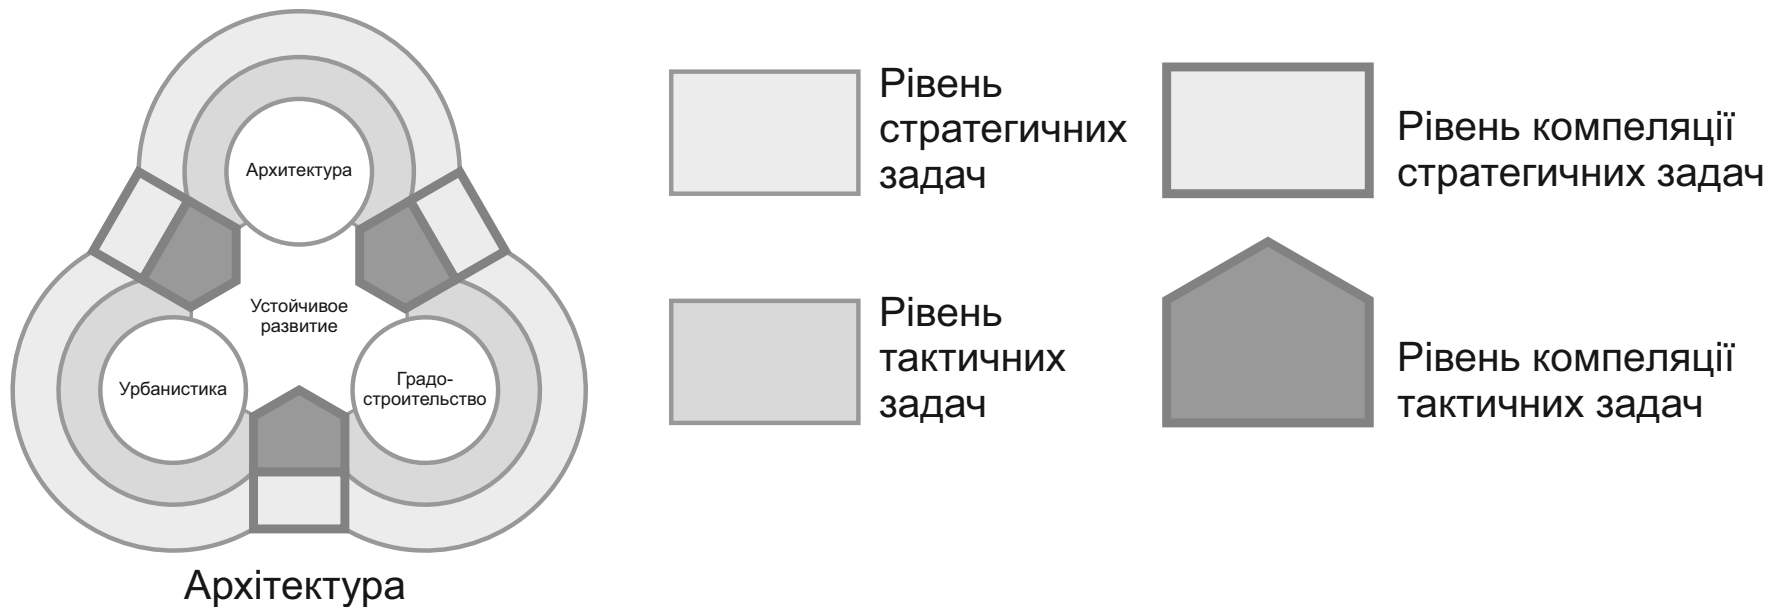 Архитектура
Устойчивое
развитие
Урбанистика
Градо-
строительство
Архітектура
Рівень
стратегичних
задач
Рівень
тактичних
задач
Рівень компеляції
стратегичних задач
Рівень компеляції
тактичних задач